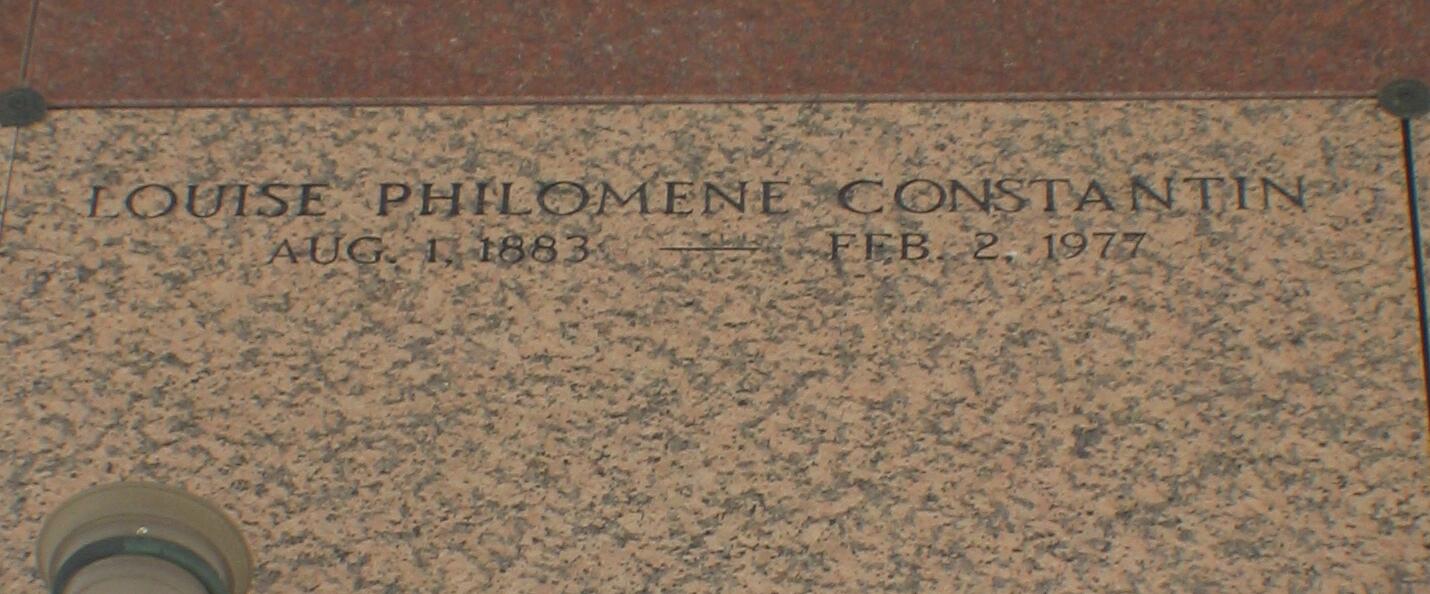 LOUISE PHILOMENE CONSTANTIN
AUG. 1, 1883 — FEB. 2, 1977